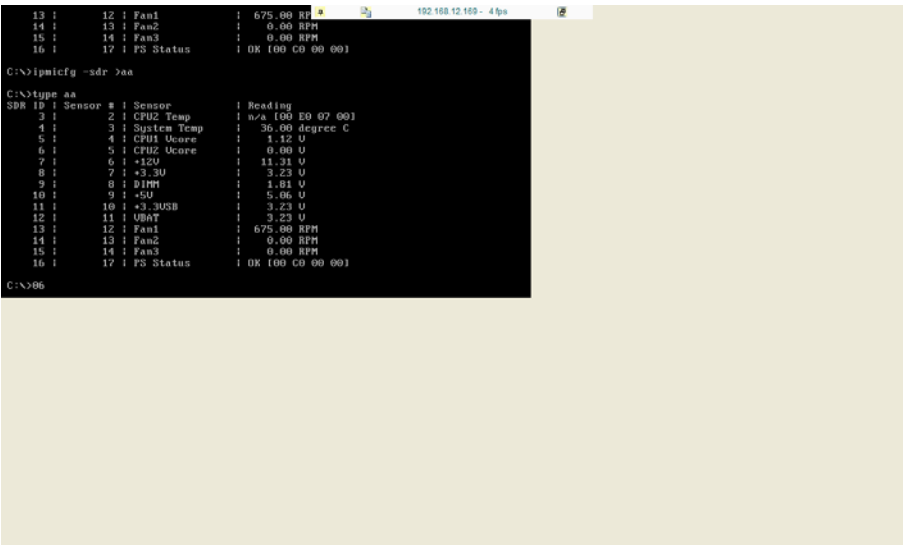 192.168.12.169 - 4 fps
13 | 12 | Fan1 | 675.00 RP
14 | 13 | Fan2 | 0.00 RPM
15 | 14 | Fan3 | 0.00 RPM
16 | 17 | PS Status | OK [00 C0 00 00]
C:\>ipmicfg -sdr >aa
C:\>type aa
SDR ID | Sensor # | Sensor | Reading
3 | 2 | CPU2 Temp | n/a [00 E0 07 00]
4 | 3 | System Temp | 36.00 degree C
5 | 4 | CPU1 Vcore | 1.12 V
6 | 5 | CPU2 Vcore | 0.00 V
7 | 6 | +12V | 11.31 V
8 | 7 | +3.3V | 3.23 V
9 | 8 | DIMM | 1.81 V
10 | 9 | +5V | 5.06 V
11 | 10 | +3.3VSB | 3.23 V
12 | 11 | VBAT | 3.23 V
13 | 12 | Fan1 | 675.00 RPM
14 | 13 | Fan2 | 0.00 RPM
15 | 14 | Fan3 | 0.00 RPM
16 | 17 | PS Status | OK [00 C0 00 00]
C:\>06